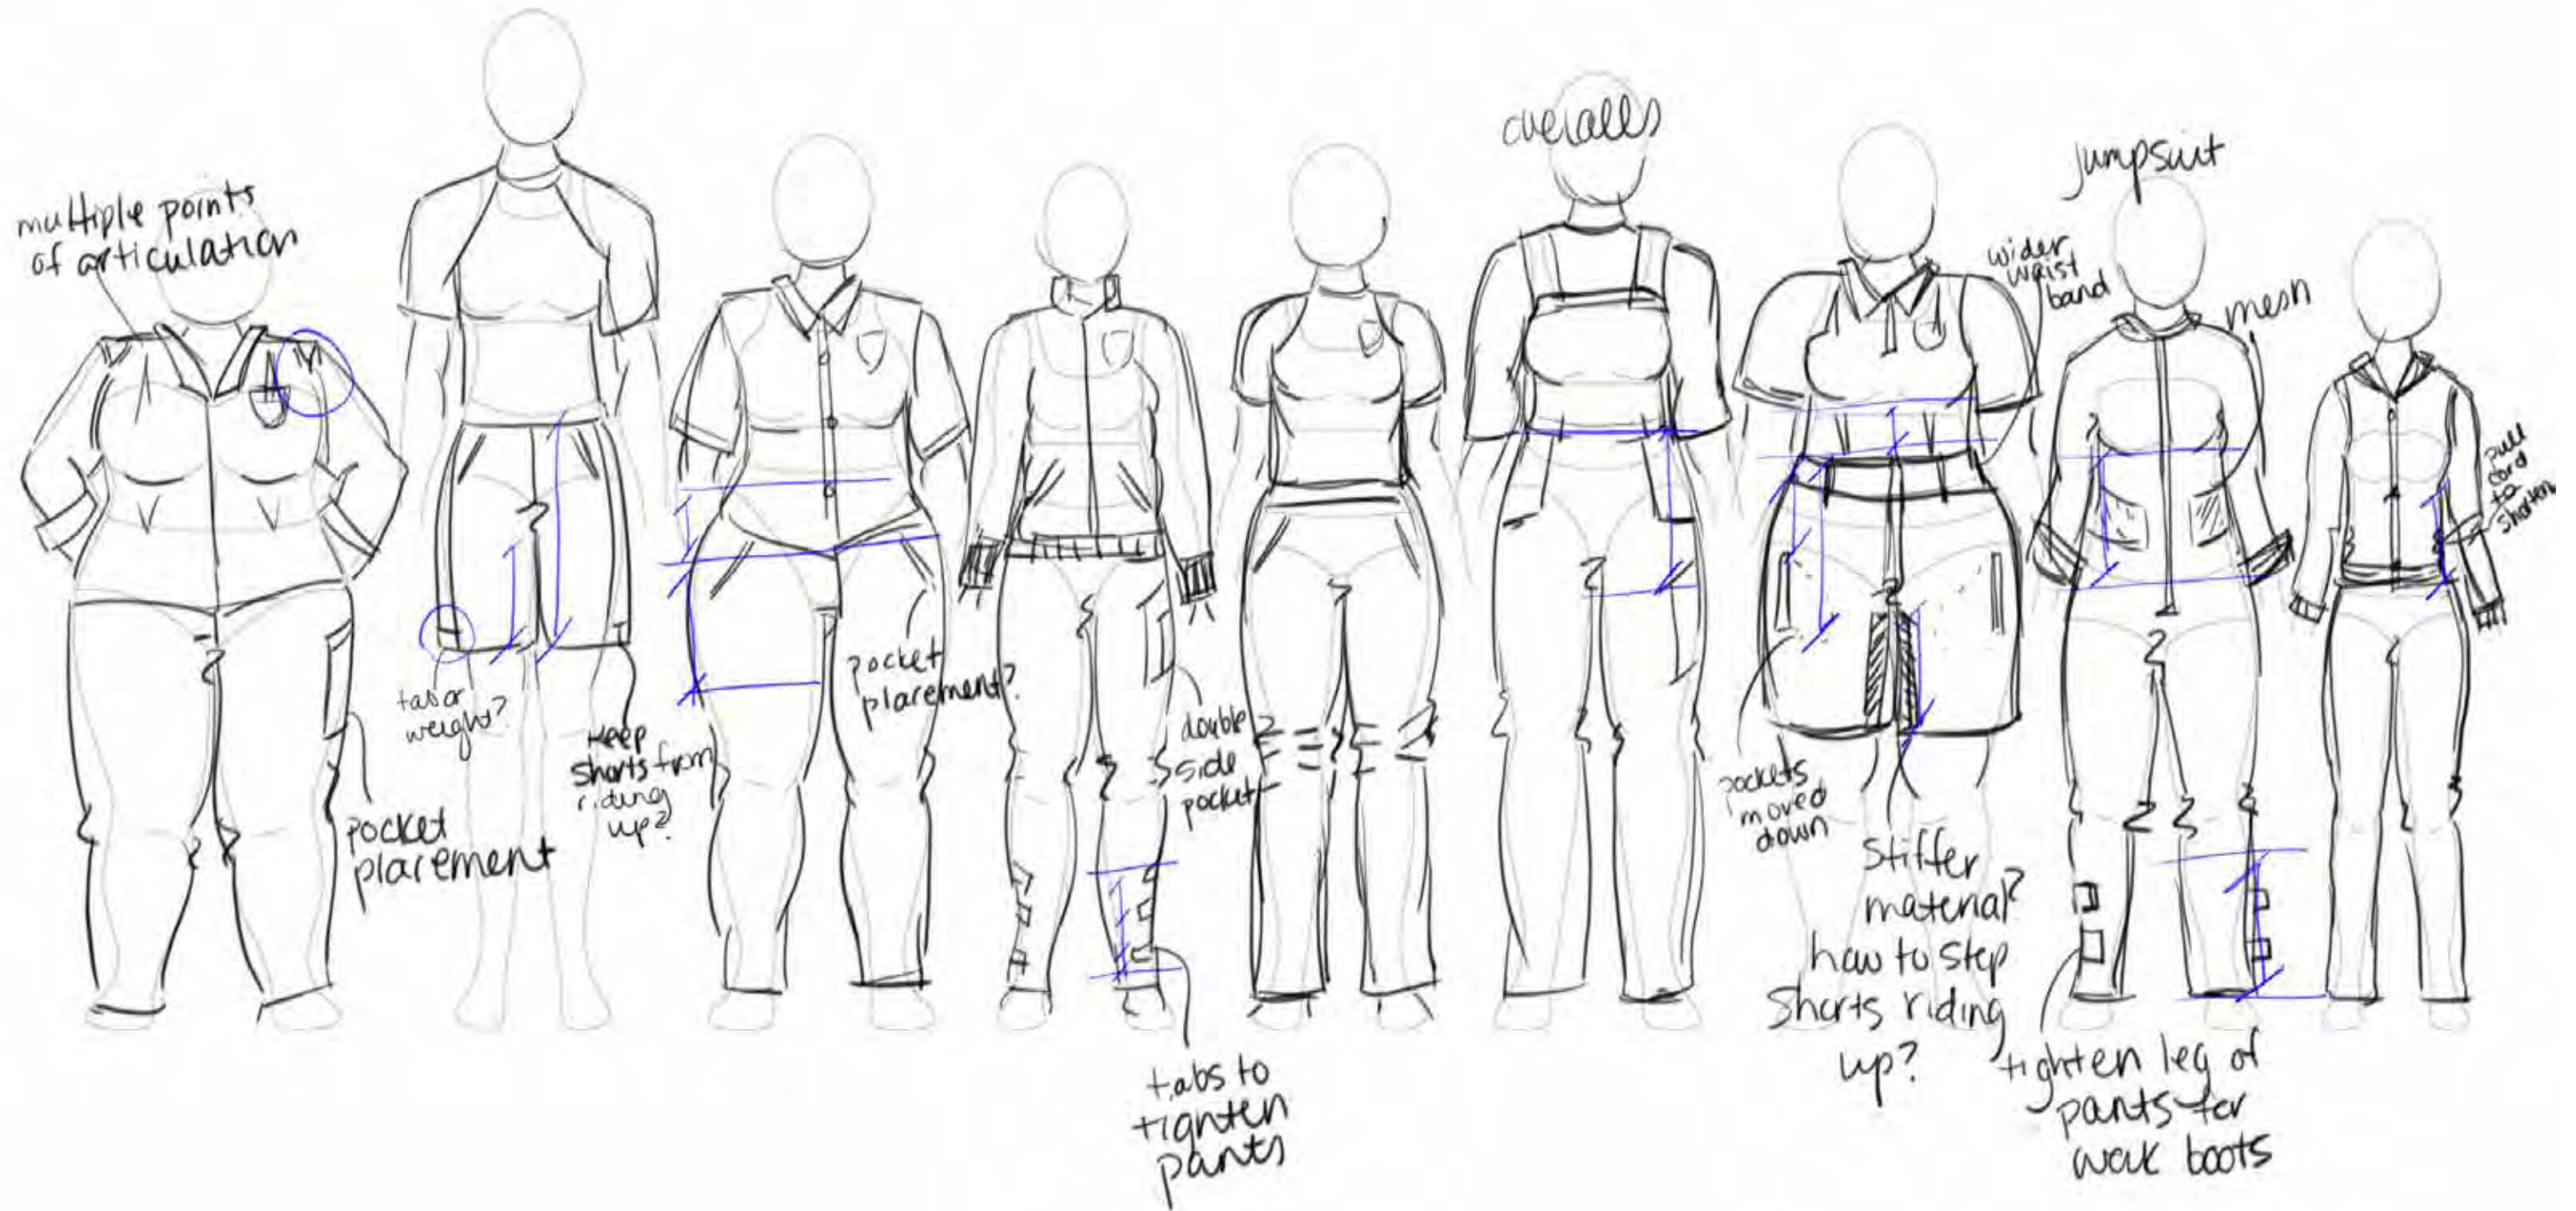 multiple points
of articulation
pocket
placement
tab or
weight?
keep
shorts from
riding
up?
pocket
placement?
double
side
pocket
tabs to
tighten
pants
overalls
wider
waist
band
pockets
moved
down
stiffer
material?
how to stop
shorts riding
up?
jumpsuit
mesh
tighten leg of
pants for
work boots
pull
cord
to
shorten